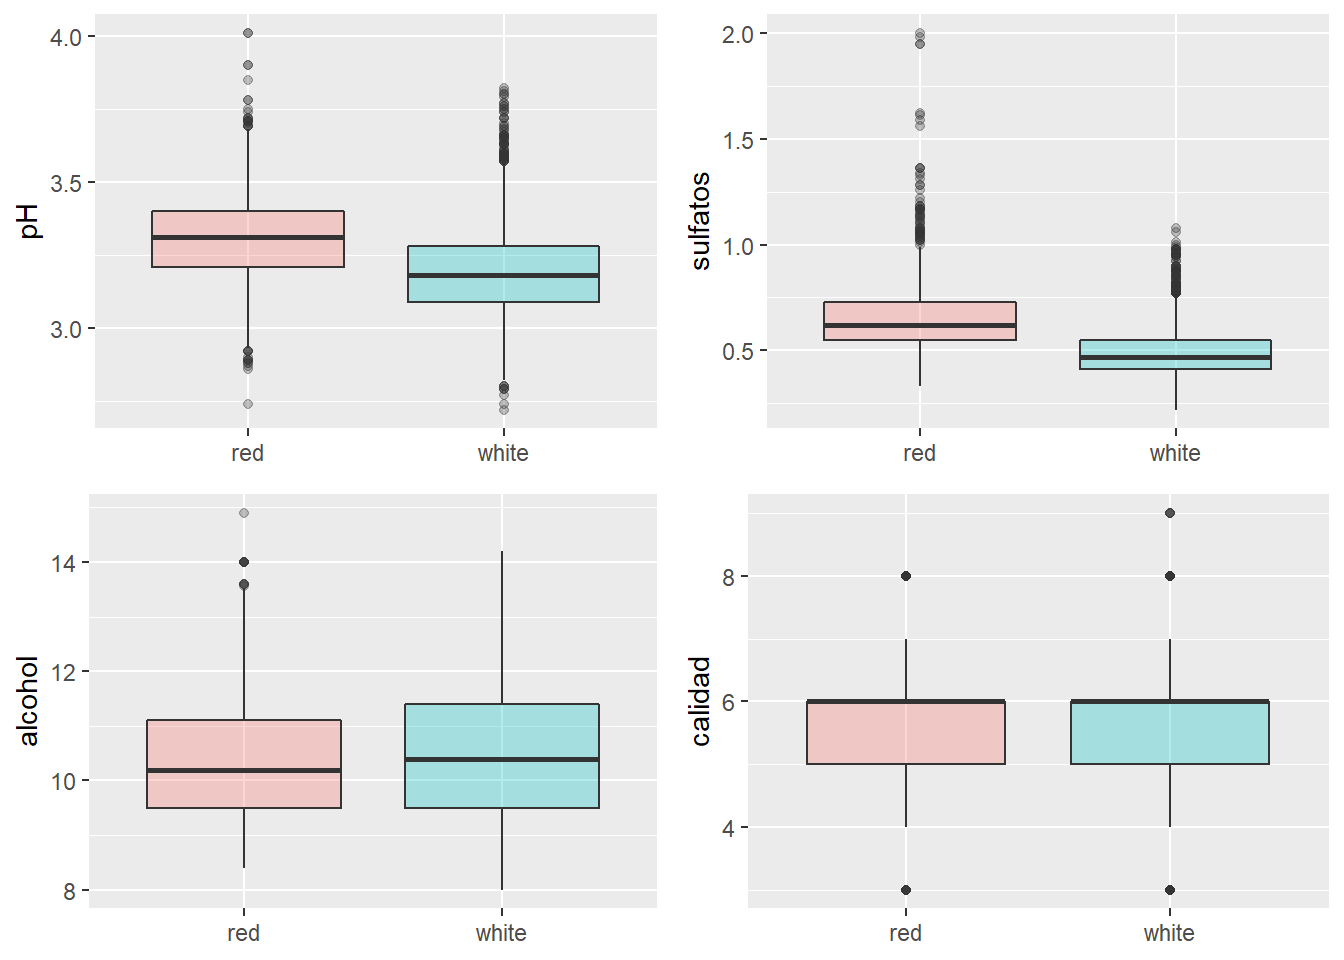 pH
4.0
3.5
3.0
red
white
sulfatos
2.0
1.5
1.0
0.5
red
white
alcohol
14
12
10
8
red
white
calidad
8
6
4
red
white